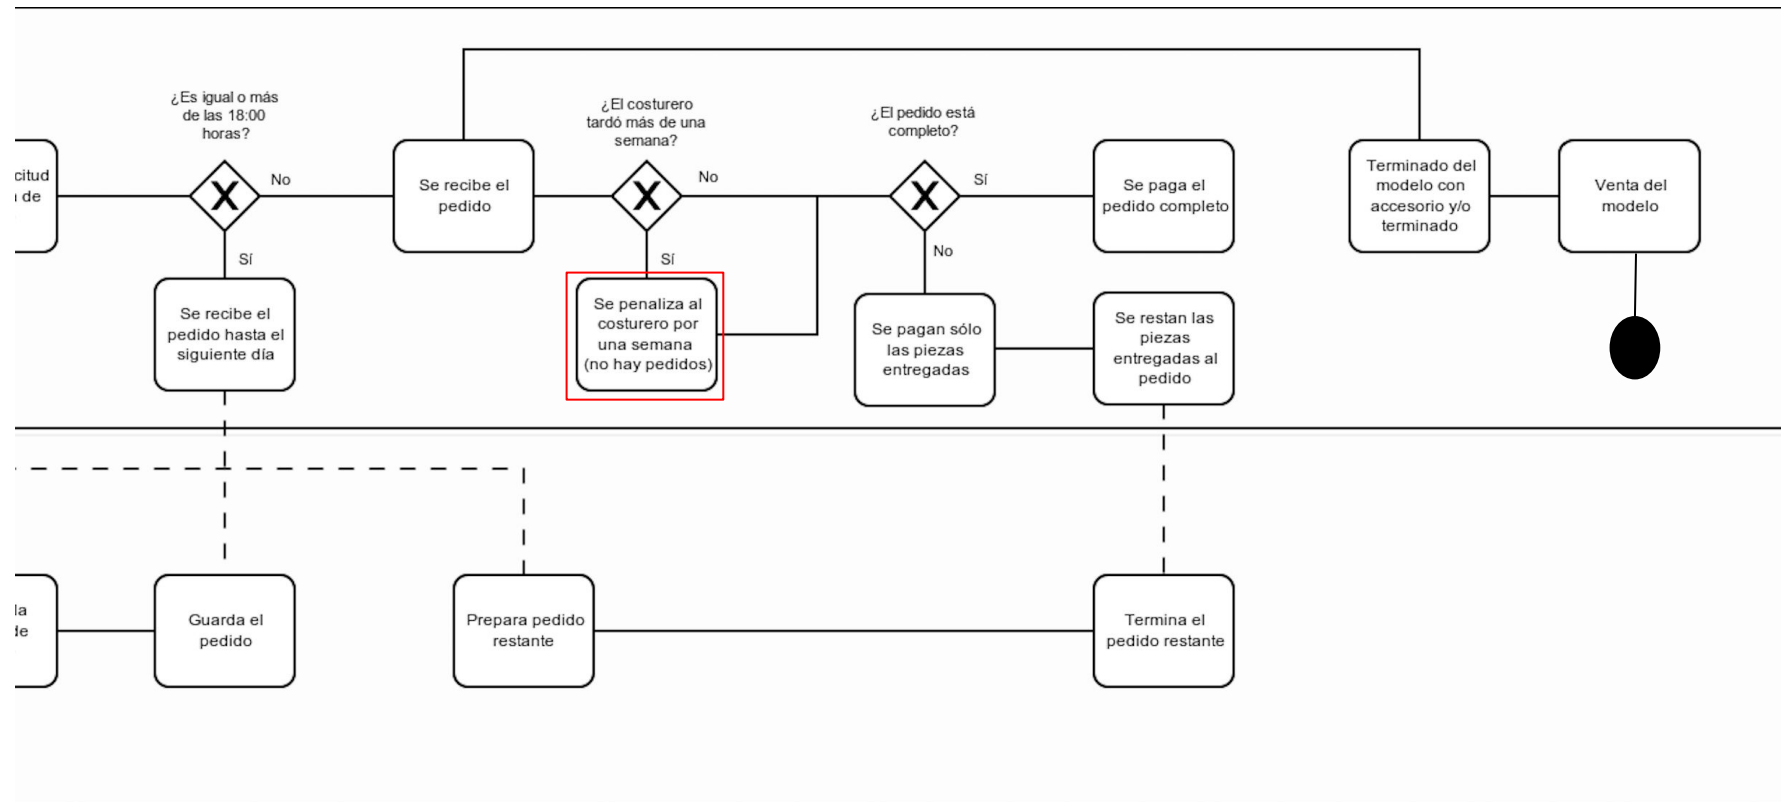 ¿Es igual o más
de las 18:00
horas?
¿El costurero
tardó más de una
semana?
¿El pedido está
completo?
citud
de
No
Se recibe el
pedido
No
Sí
Se paga el
pedido completo
Terminado del
modelo con
accesorio y/o
terminado
Venta del
modelo
Sí
Se recibe el
pedido hasta el
siguiente día
Sí
Se penaliza al
costurero por
una semana
(no hay pedidos)
No
Se pagan sólo
las piezas
entregadas
Se restan las
piezas
entregadas al
pedido
la
de
Guarda el
pedido
Prepara pedido
restante
Termina el
pedido restante